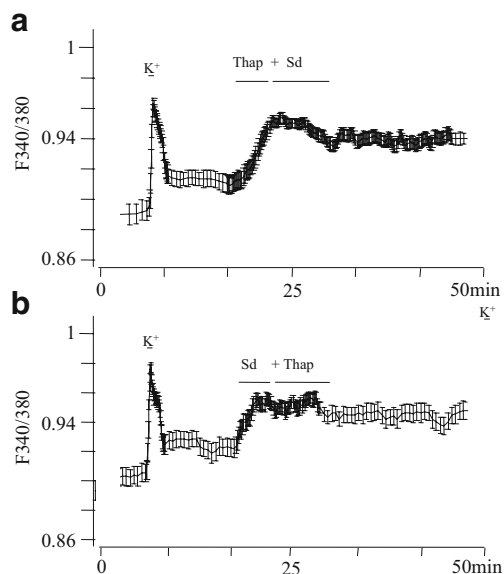 a
1
K⁺
Thap + Sd
0.94
F340/380
0.86
0 25 50min
b
K⁺
1
K⁺
Sd + Thap
0.94
F340/380
0.86
0 25 50min